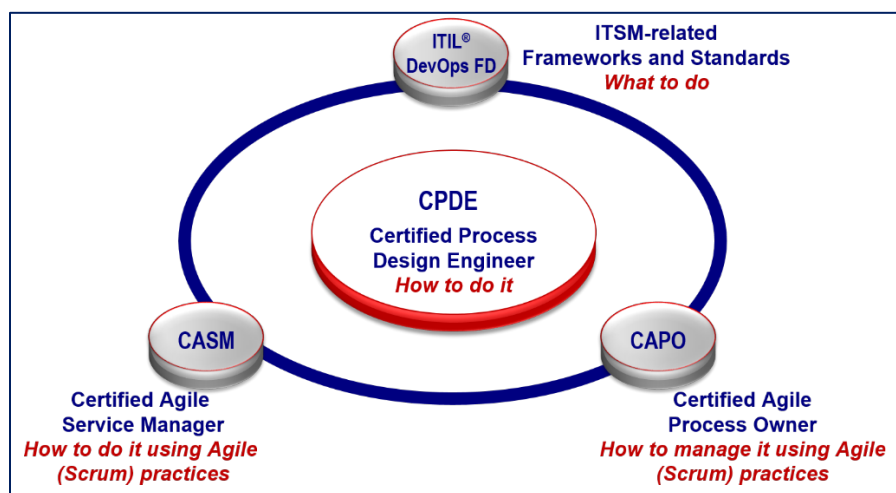 ITIL®
DevOps FD
ITSM-related
Frameworks and Standards
What to do
CPDE
Certified Process
Design Engineer
How to do it
CASM
Certified Agile
Service Manager
How to do it using Agile
(Scrum) practices
CAPO
Certified Agile
Process Owner
How to manage it using Agile
(Scrum) practices